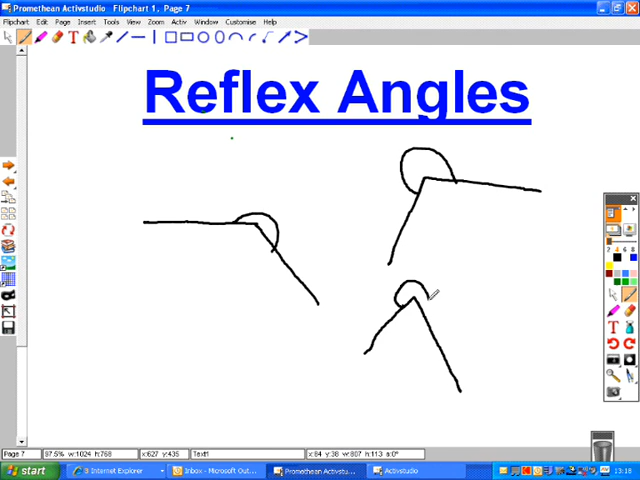 Promethean Activstudio Flipchart 1, Page 7
Flipchart Edit Page Insert Tools View Zoom Activ Window Customise Help
Reflex Angles
Page 7 97.5% w:1024 h:768 x:627 y:435 Text1 x:84 y:38 w:807 h:113 a:0°
start 3 Internet Explorer Inbox - Microsoft Out... Promethean Activstu... Activstudio 13:18